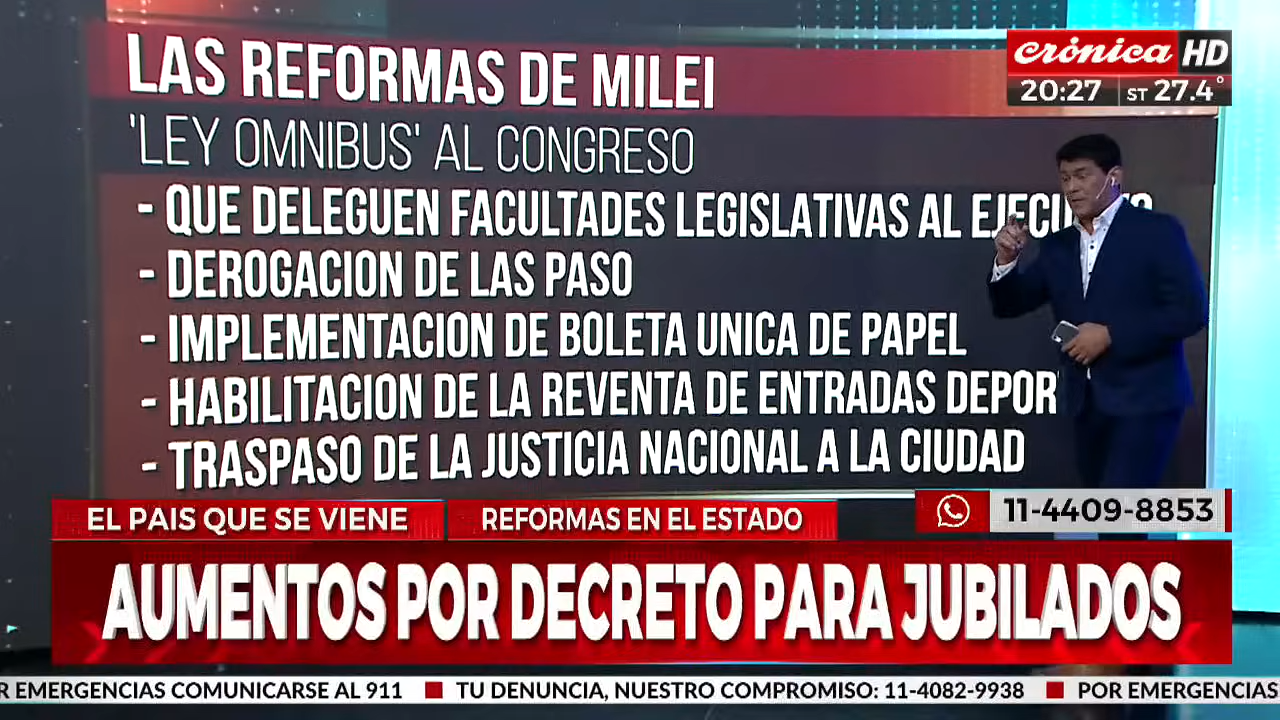 LAS REFORMAS DE MILEI
'LEY OMNIBUS' AL CONGRESO
- QUE DELEGUEN FACULTADES LEGISLATIVAS AL
- DEROGACION DE LAS PASO
- IMPLEMENTACION DE BOLETA UNICA DE PAPEL
- HABILITACION DE LA REVENTA DE ENTRADAS DEPOR
- TRASPASO DE LA JUSTICIA NACIONAL A LA CIUDAD
crónica HD
20:27 ST 27.4°
EL PAIS QUE SE VIENE
REFORMAS EN EL ESTADO
11-4409-8853
AUMENTOS POR DECRETO PARA JUBILADOS
R EMERGENCIAS COMUNICARSE AL 911 TU DENUNCIA, NUESTRO COMPROMISO: 11-4082-9938 POR EMERGENCIAS